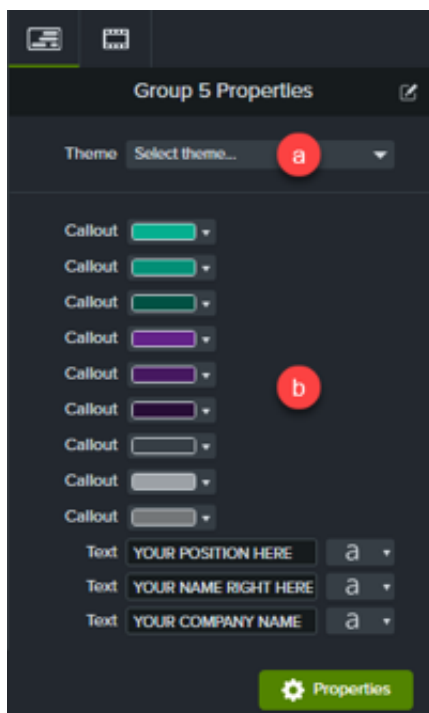 Group 5 Properties
Theme Select theme... a
Callout
Callout
Callout
Callout
Callout
Callout b
Callout
Callout
Callout
Text YOUR POSITION HERE a
Text YOUR NAME RIGHT HERE a
Text YOUR COMPANY NAME a
Properties